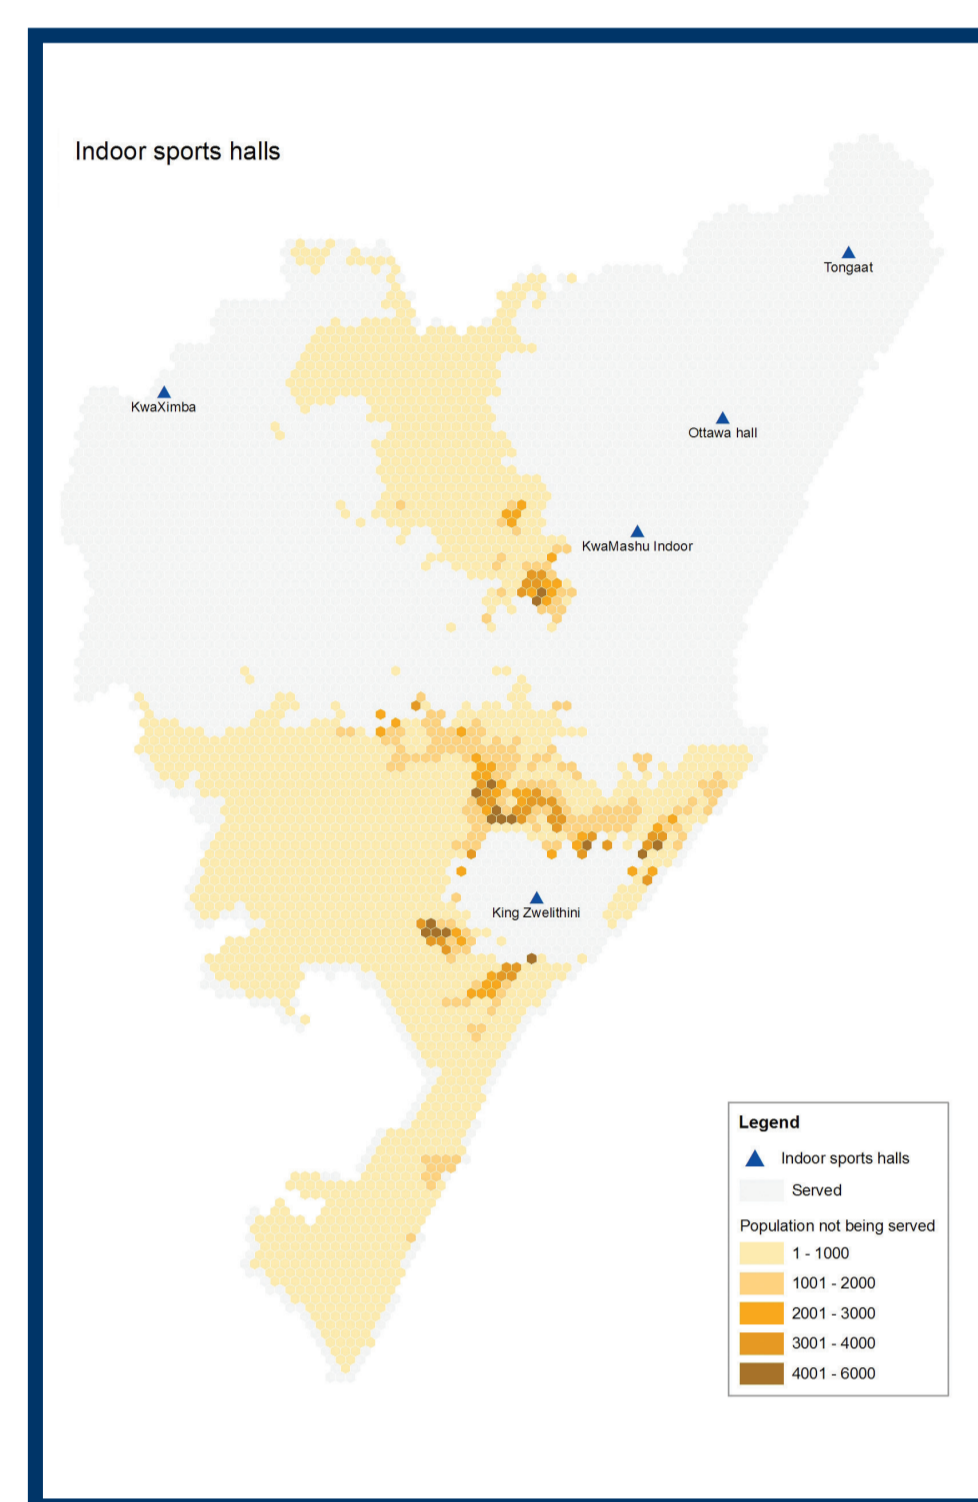 Indoor sports halls
Tongaat
KwaXimba
Ottawa hall
KwaMashu Indoor
King Zwelithini
Legend
Indoor sports halls
Served
Population not being served
1 - 1000
1001 - 2000
2001 - 3000
3001 - 4000
4001 - 6000